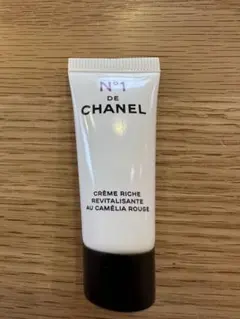 N°1
DE
CHANEL
CRÈME RICHE
REVITALISANTE
AU CAMÉLIA ROUGE